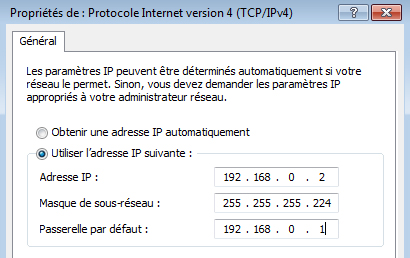 Propriétés de : Protocole Internet version 4 (TCP/IPv4)
?
Général
Les paramètres IP peuvent être déterminés automatiquement si votre
réseau le permet. Sinon, vous devez demander les paramètres IP
appropriés à votre administrateur réseau.
Obtenir une adresse IP automatiquement
Utiliser l'adresse IP suivante :
Adresse IP : 192 . 168 . 0 . 2
Masque de sous-réseau : 255 . 255 . 255 . 224
Passerelle par défaut : 192 . 168 . 0 . 1